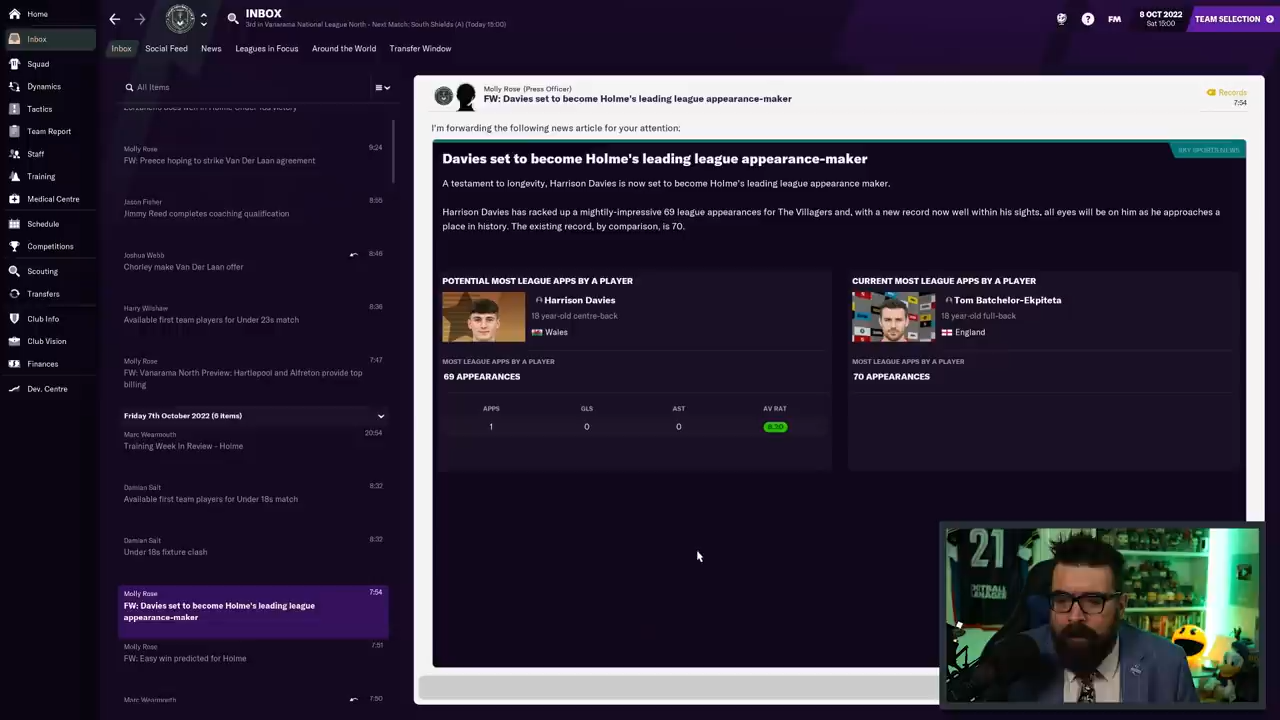 Home
Inbox
Squad
Dynamics
Tactics
Team Report
Staff
Training
Medical Centre
Schedule
Competitions
Scouting
Transfers
Club Info
Club Vision
Finances
Dev. Centre
INBOX
3rd in Vanarama National League North - Next Match: South Shields (A) (Today 15:00)
FM
8 OCT 2022
Sat 15:00
TEAM SELECTION
Inbox
Social Feed
News
Leagues in Focus
Around the World
Transfer Window
All Items
Molly Rose
9:24
FW: Preece hoping to strike Van Der Laan agreement
Jason Fisher
8:55
Jimmy Reed completes coaching qualification
Joshua Webb
8:46
Chorley make Van Der Laan offer
Harry Wilshaw
8:36
Available first team players for Under 23s match
Molly Rose
7:47
FW: Vanarama North Preview: Hartlepool and Alfreton provide top
billing
Friday 7th October 2022 (6 items)
Marc Wearmouth
20:54
Training Week In Review - Holme
Damian Salt
8:32
Available first team players for Under 18s match
Damian Salt
8:32
Under 18s fixture clash
Molly Rose
7:54
FW: Davies set to become Holme's leading league
appearance-maker
Molly Rose
7:51
FW: Easy win predicted for Holme
Marc Wearmouth
7:50
Molly Rose (Press Officer)
FW: Davies set to become Holme's leading league appearance-maker
Records
7:54
I'm forwarding the following news article for your attention:
Davies set to become Holme's leading league appearance-maker
SKY SPORTS NEWS
A testament to longevity, Harrison Davies is now set to become Holme's leading league appearance maker.
Harrison Davies has racked up a mightily-impressive 69 league appearances for The Villagers and, with a new record now well within his sights, all eyes will be on him as he approaches a
place in history. The existing record, by comparison, is 70.
POTENTIAL MOST LEAGUE APPS BY A PLAYER
Harrison Davies
18 year-old centre-back
Wales
MOST LEAGUE APPS BY A PLAYER
69 APPEARANCES
APPS GLS AST AV RAT
1 0 0 8.30
CURRENT MOST LEAGUE APPS BY A PLAYER
Tom Batchelor-Ekpiteta
18 year-old full-back
England
MOST LEAGUE APPS BY A PLAYER
70 APPEARANCES
21